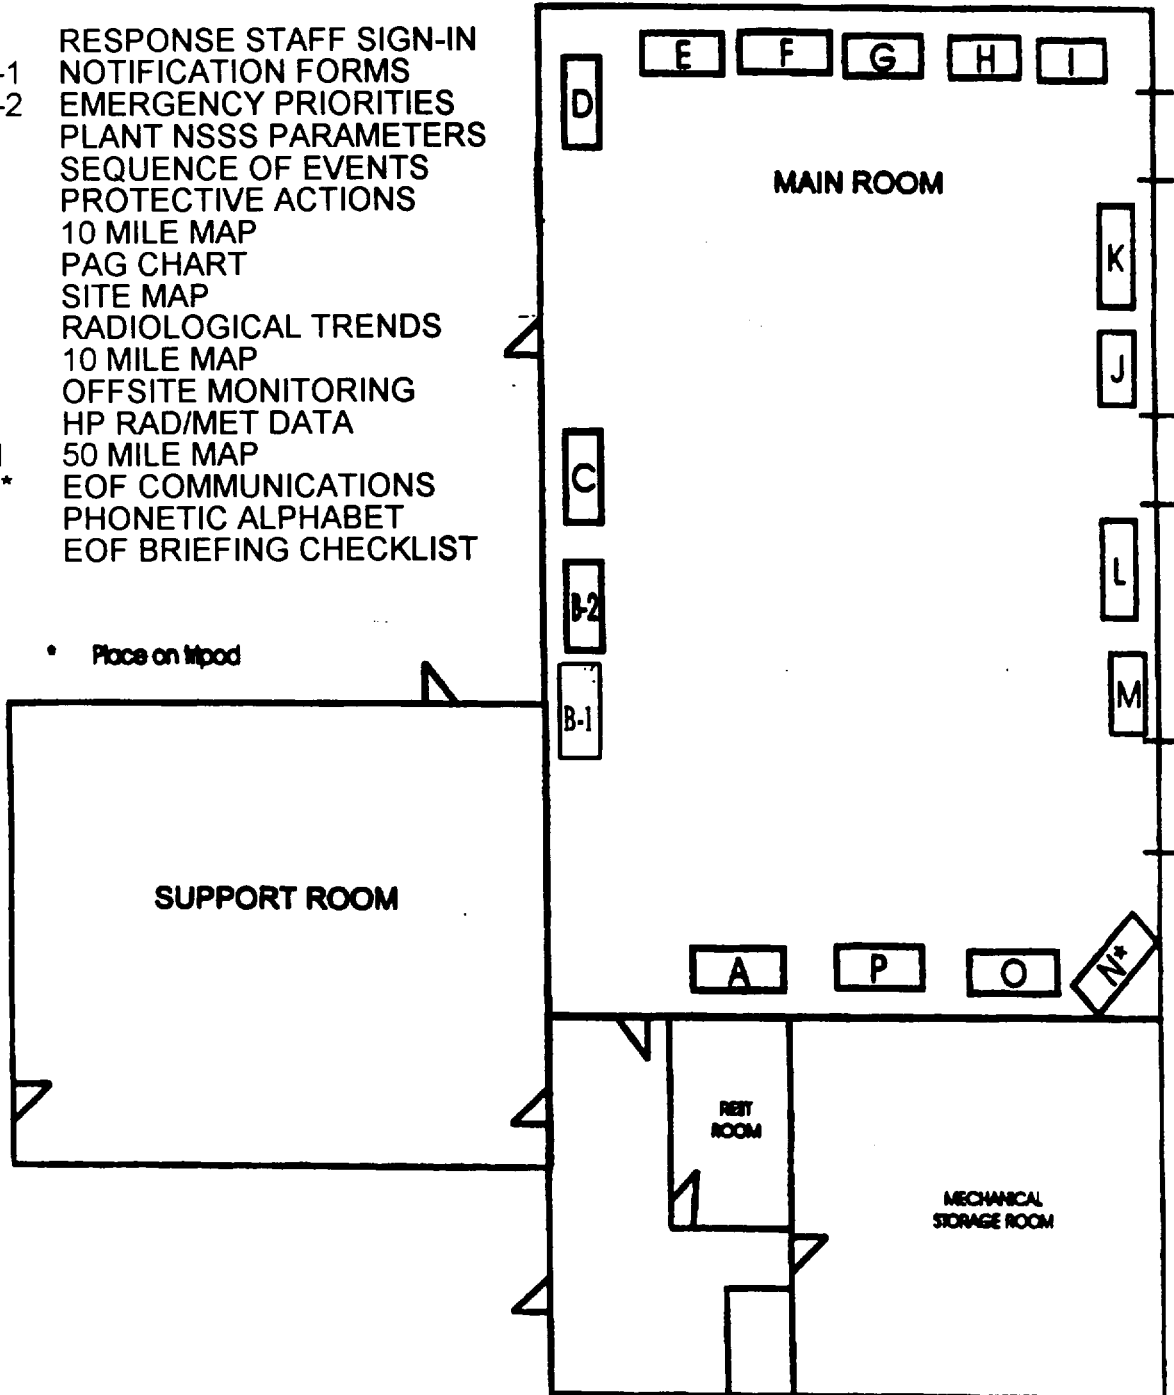 RESPONSE STAFF SIGN-IN
-1 NOTIFICATION FORMS
-2 EMERGENCY PRIORITIES
PLANT NSSS PARAMETERS
SEQUENCE OF EVENTS
PROTECTIVE ACTIONS
10 MILE MAP
PAG CHART
SITE MAP
RADIOLOGICAL TRENDS
10 MILE MAP
OFFSITE MONITORING
HP RAD/MET DATA
50 MILE MAP
* EOF COMMUNICATIONS
PHONETIC ALPHABET
EOF BRIEFING CHECKLIST
* Place on tripod
E F G H I
D
MAIN ROOM
K
J
C
L
B-2
M
B-1
SUPPORT ROOM
A P O N*
REST
ROOM
MECHANICAL
STORAGE ROOM